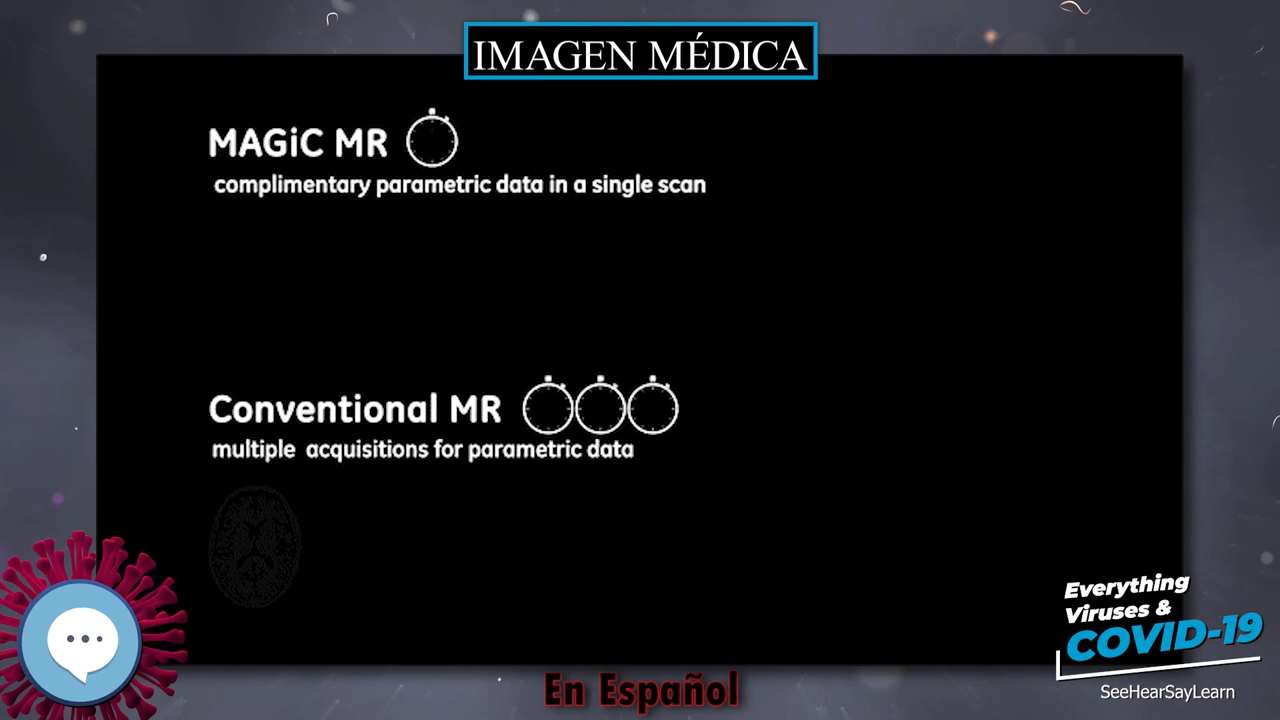 IMAGEN MÉDICA
MAGiC MR
complimentary parametric data in a single scan
Conventional MR
multiple acquisitions for parametric data
Everything
Viruses &
COVID-19
SeeHearSayLearn
En Español